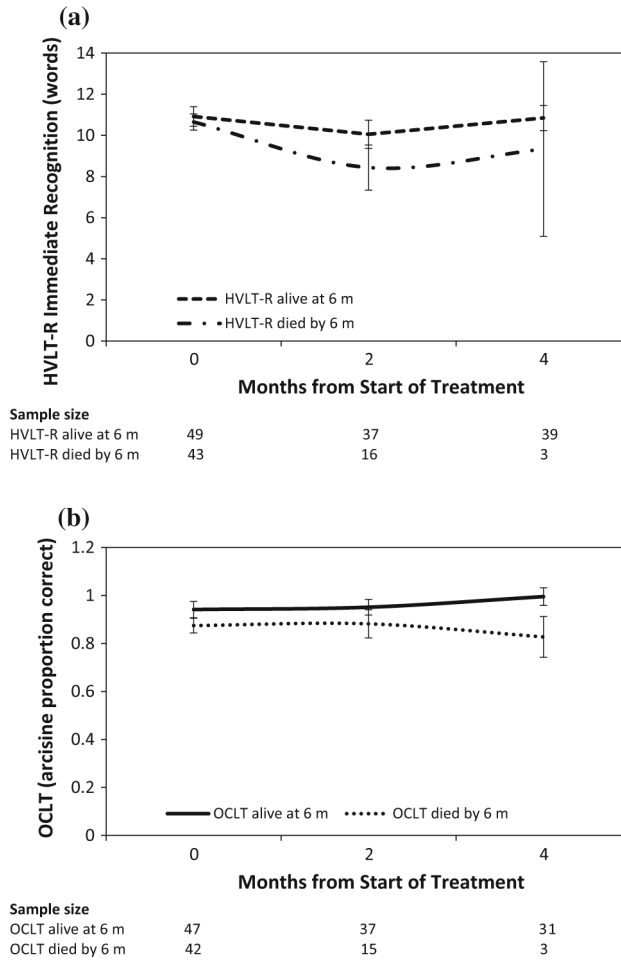 (a)
14
12
10
8
6
4
2
0
HVLT-R Immediate Recognition (words)
HVLT-R alive at 6 m
HVLT-R died by 6 m
0 2 4
Months from Start of Treatment
Sample size
HVLT-R alive at 6 m 49 37 39
HVLT-R died by 6 m 43 16 3
(b)
1.2
1
0.8
0.6
0.4
0.2
0
OCLT (arcisine proportion correct)
OCLT alive at 6 m OCLT died by 6 m
0 2 4
Months from Start of Treatment
Sample size
OCLT alive at 6 m 47 37 31
OCLT died by 6 m 42 15 3